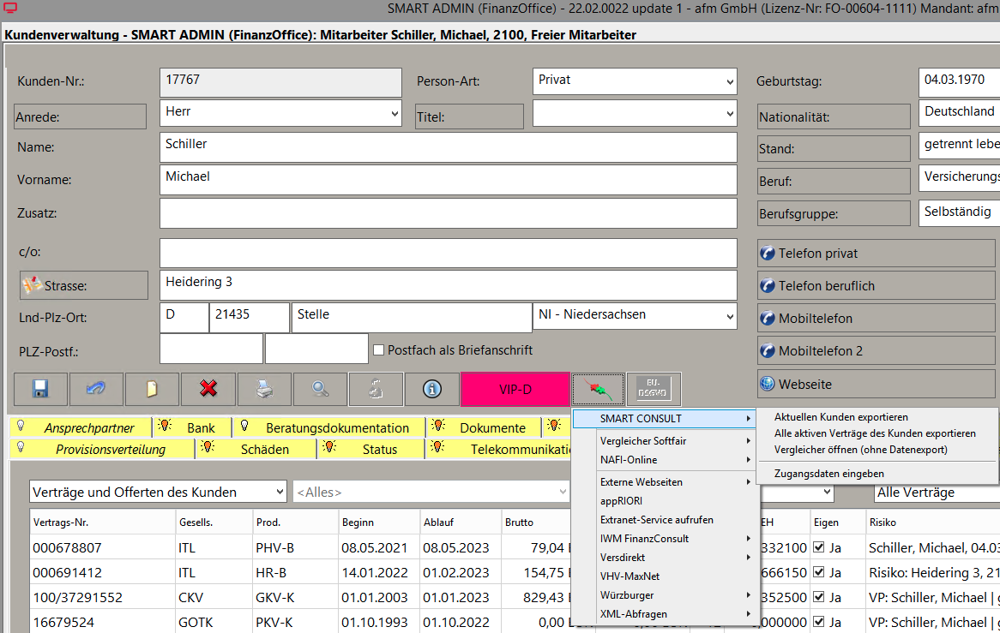 SMART ADMIN (FinanzOffice) - 22.02.0022 update 1 - afm GmbH (Lizenz-Nr: FO-00604-1111) Mandant: afm
Kundenverwaltung - SMART ADMIN (FinanzOffice): Mitarbeiter Schiller, Michael, 2100, Freier Mitarbeiter
Kunden-Nr.: 17767 Person-Art: Privat Geburtstag: 04.03.1970
Anrede: Herr Titel: Nationalität: Deutschland
Name: Schiller Stand: getrennt lebe
Vorname: Michael Beruf: Versicherungs
Zusatz: Berufsgruppe: Selbständig
c/o: Telefon privat
Strasse: Heidering 3 Telefon beruflich
Lnd-Plz-Ort: D 21435 Stelle NI - Niedersachsen Mobiltelefon
PLZ-Postf.: Postfach als Briefanschrift Mobiltelefon 2
VIP-D EU-DSGVO Webseite
SMART CONSULT Aktuellen Kunden exportieren
Ansprechpartner Bank Beratungsdokumentation Dokumente Alle aktiven Verträge des Kunden exportieren
Provisionsverteilung Schäden Status Telekommunikati Vergleicher Softfair Vergleicher öffnen (ohne Datenexport)
NAFI-Online Zugangsdaten eingeben
Externe Webseiten
Verträge und Offerten des Kunden <Alles> appRIORI Alle Verträge
Extranet-Service aufrufen
Vertrags-Nr. Gesells. Prod. Beginn Ablauf Brutto EH Eigen Risiko
IWM FinanzConsult
000678807 ITL PHV-B 08.05.2021 08.05.2023 79,04 332100 Ja Schiller, Michael, 04.03
Versdirekt
000691412 ITL HR-B 14.01.2022 01.02.2023 154,75 666150 Ja Risiko: Heidering 3, 21
VHV-MaxNet
100/37291552 CKV GKV-K 01.01.2003 01.01.2023 829,43 352500 Ja VP: Schiller, Michael | g
Würzburger
XML-Abfragen
16679524 GOTK PKV-K 01.10.1993 01.10.2022 0,00 000000 Ja VP: Schiller, Michael | g